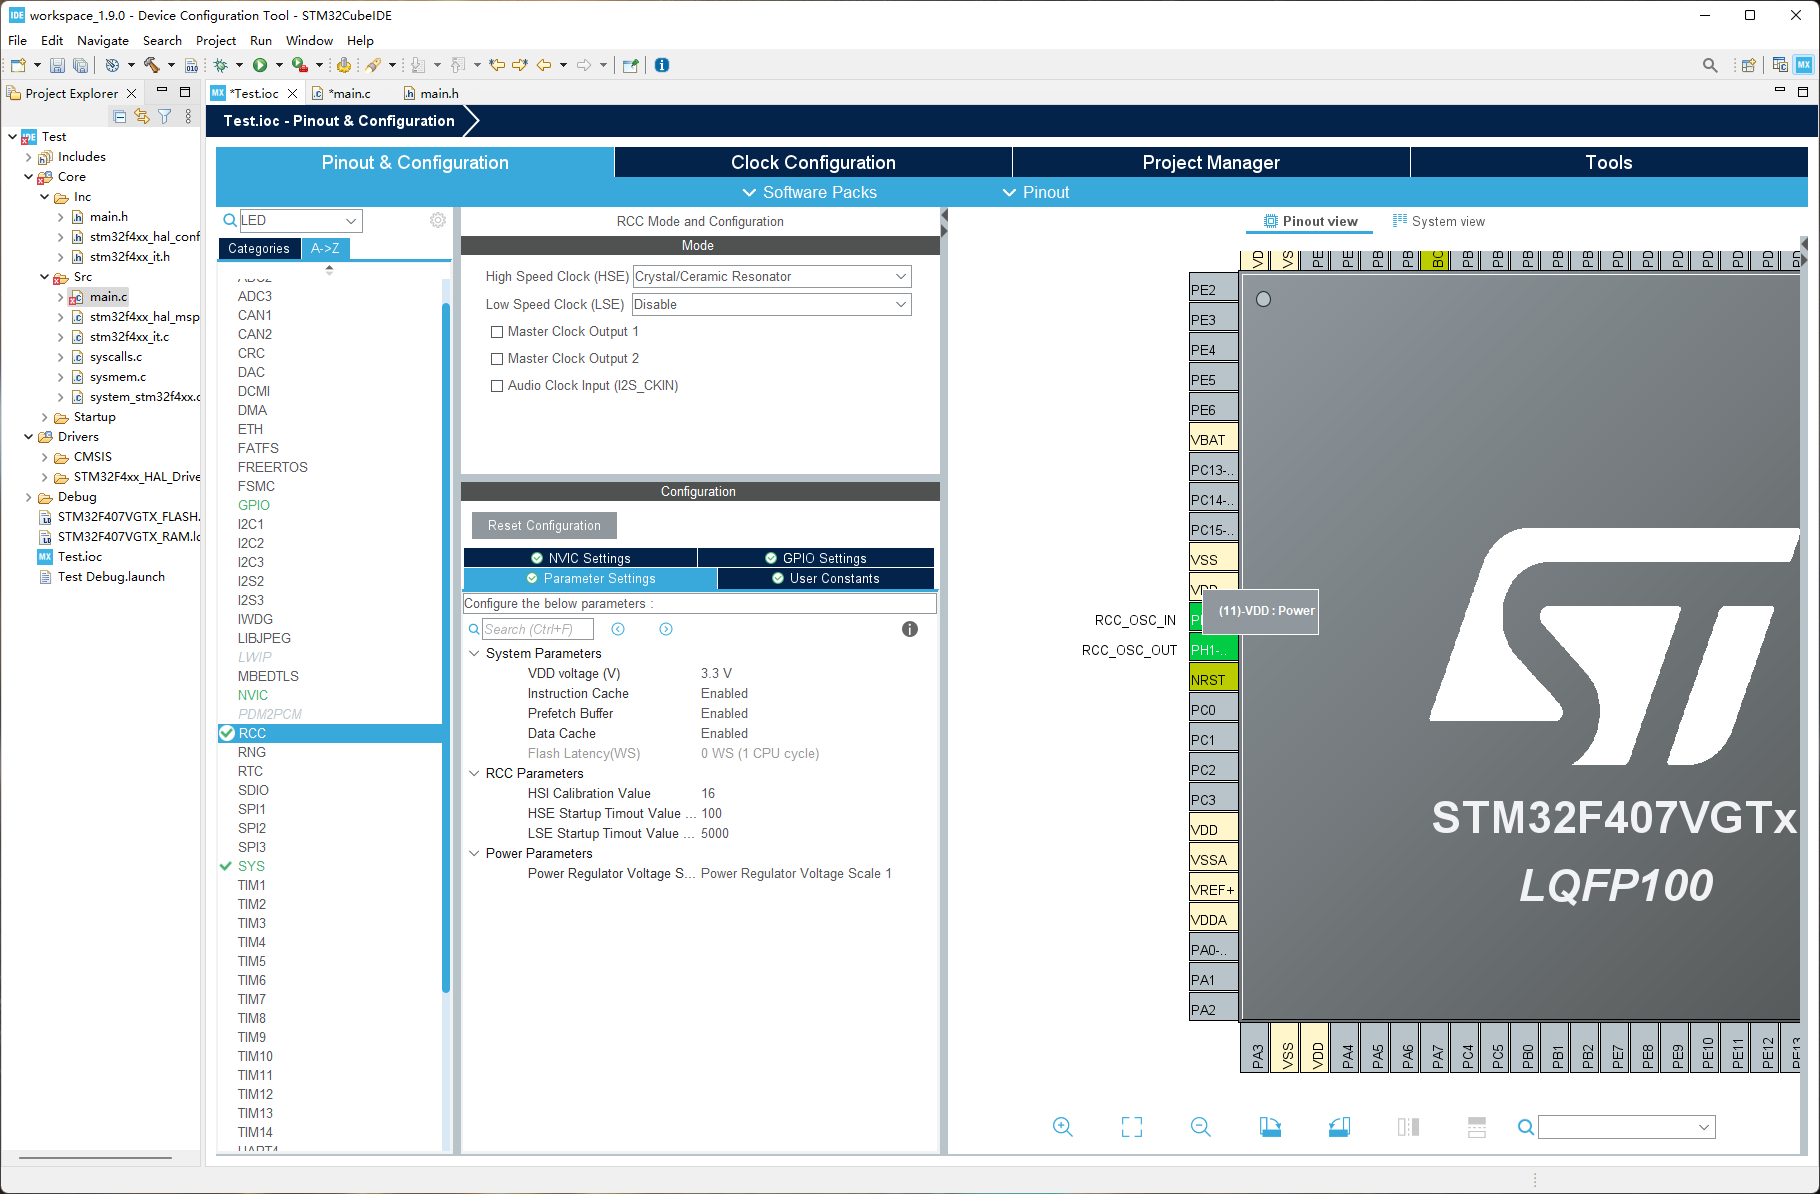 workspace_1.9.0 - Device Configuration Tool - STM32CubeIDE
File Edit Navigate Search Project Run Window Help
Project Explorer
*Test.ioc
*main.c
main.h
Test
Includes
Core
Inc
main.h
stm32f4xx_hal_conf
stm32f4xx_it.h
Src
main.c
stm32f4xx_hal_msp
stm32f4xx_it.c
syscalls.c
sysmem.c
system_stm32f4xx.c
Startup
Drivers
CMSIS
STM32F4xx_HAL_Drive
Debug
STM32F407VGTX_FLASH.
STM32F407VGTX_RAM.ld
Test.ioc
Test Debug.launch
Test.ioc - Pinout & Configuration
Pinout & Configuration
Clock Configuration
Project Manager
Tools
Software Packs
Pinout
LED
Categories
A->Z
ADC2
ADC3
CAN1
CAN2
CRC
DAC
DCMI
DMA
ETH
FATFS
FREERTOS
FSMC
GPIO
I2C1
I2C2
I2C3
I2S2
I2S3
IWDG
LIBJPEG
LWIP
MBEDTLS
NVIC
PDM2PCM
RCC
RNG
RTC
SDIO
SPI1
SPI2
SPI3
SYS
TIM1
TIM2
TIM3
TIM4
TIM5
TIM6
TIM7
TIM8
TIM9
TIM10
TIM11
TIM12
TIM13
TIM14
UART4
RCC Mode and Configuration
Mode
High Speed Clock (HSE) Crystal/Ceramic Resonator
Low Speed Clock (LSE) Disable
Master Clock Output 1
Master Clock Output 2
Audio Clock Input (I2S_CKIN)
Configuration
Reset Configuration
NVIC Settings
GPIO Settings
Parameter Settings
User Constants
Configure the below parameters :
Search (Ctrl+F)
System Parameters
VDD voltage (V) 3.3 V
Instruction Cache Enabled
Prefetch Buffer Enabled
Data Cache Enabled
Flash Latency(WS) 0 WS (1 CPU cycle)
RCC Parameters
HSI Calibration Value 16
HSE Startup Timout Value ... 100
LSE Startup Timout Value ... 5000
Power Parameters
Power Regulator Voltage S... Power Regulator Voltage Scale 1
Pinout view
System view
VD VS PE PE PB PB BO PB PB PB PB PB PD PD PD PD PD PD
PE2
PE3
PE4
PE5
PE6
VBAT
PC13-..
PC14-..
PC15-..
VSS
VDD
(11)-VDD : Power
RCC_OSC_IN
RCC_OSC_OUT PH1-..
NRST
PC0
PC1
PC2
PC3
VDD
VSSA
VREF+
VDDA
PA0-..
PA1
PA2
STM32F407VGTx
LQFP100
PA3 VSS VDD PA4 PA5 PA6 PA7 PC4 PC5 PB0 PB1 PB2 PE7 PE8 PE9 PE10 PE11 PE12 PE13